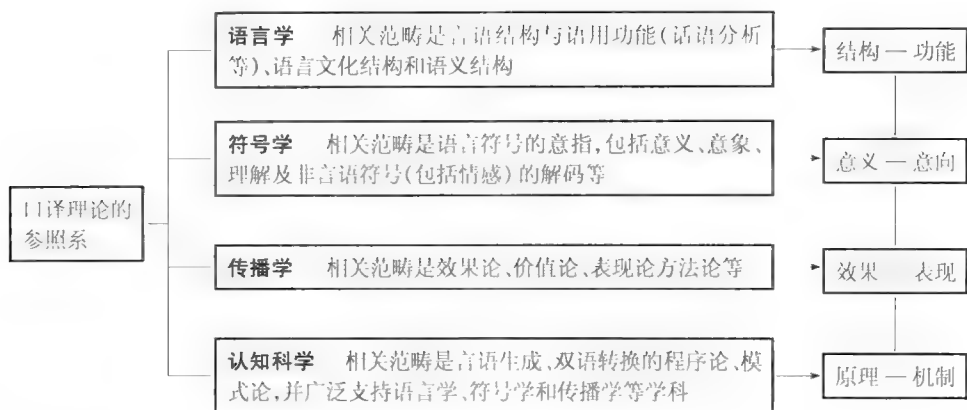 语言学 相关范畴是言语结构与语用功能(话语分析
等)、语言文化结构和语义结构
结构—功能
符号学 相关范畴是语言符号的意指,包括意义、意象、
理解及非言语符号(包括情感)的解码等
意义—意向
口译理论的
参照系
传播学 相关范畴是效果论、价值论、表现论方法论等
效果 表现
认知科学 相关范畴是言语生成、双语转换的程序论、模
式论,并广泛支持语言学、符号学和传播学等学科
原理—机制